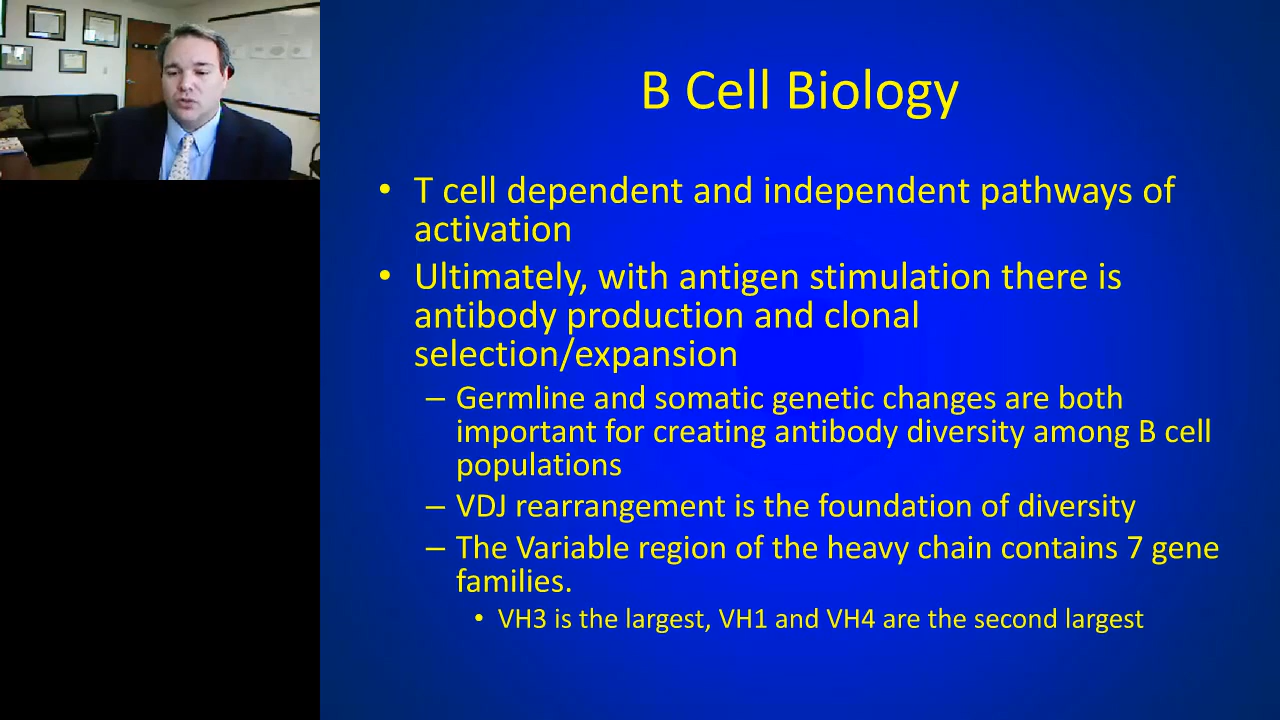 B Cell Biology
• T cell dependent and independent pathways of
activation
• Ultimately, with antigen stimulation there is
antibody production and clonal
selection/expansion
– Germline and somatic genetic changes are both
important for creating antibody diversity among B cell
populations
– VDJ rearrangement is the foundation of diversity
– The Variable region of the heavy chain contains 7 gene
families.
• VH3 is the largest, VH1 and VH4 are the second largest